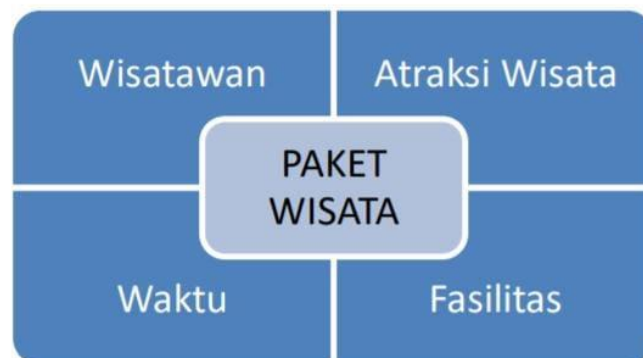 Wisatawan
Atraksi Wisata
PAKET
WISATA
Waktu
Fasilitas